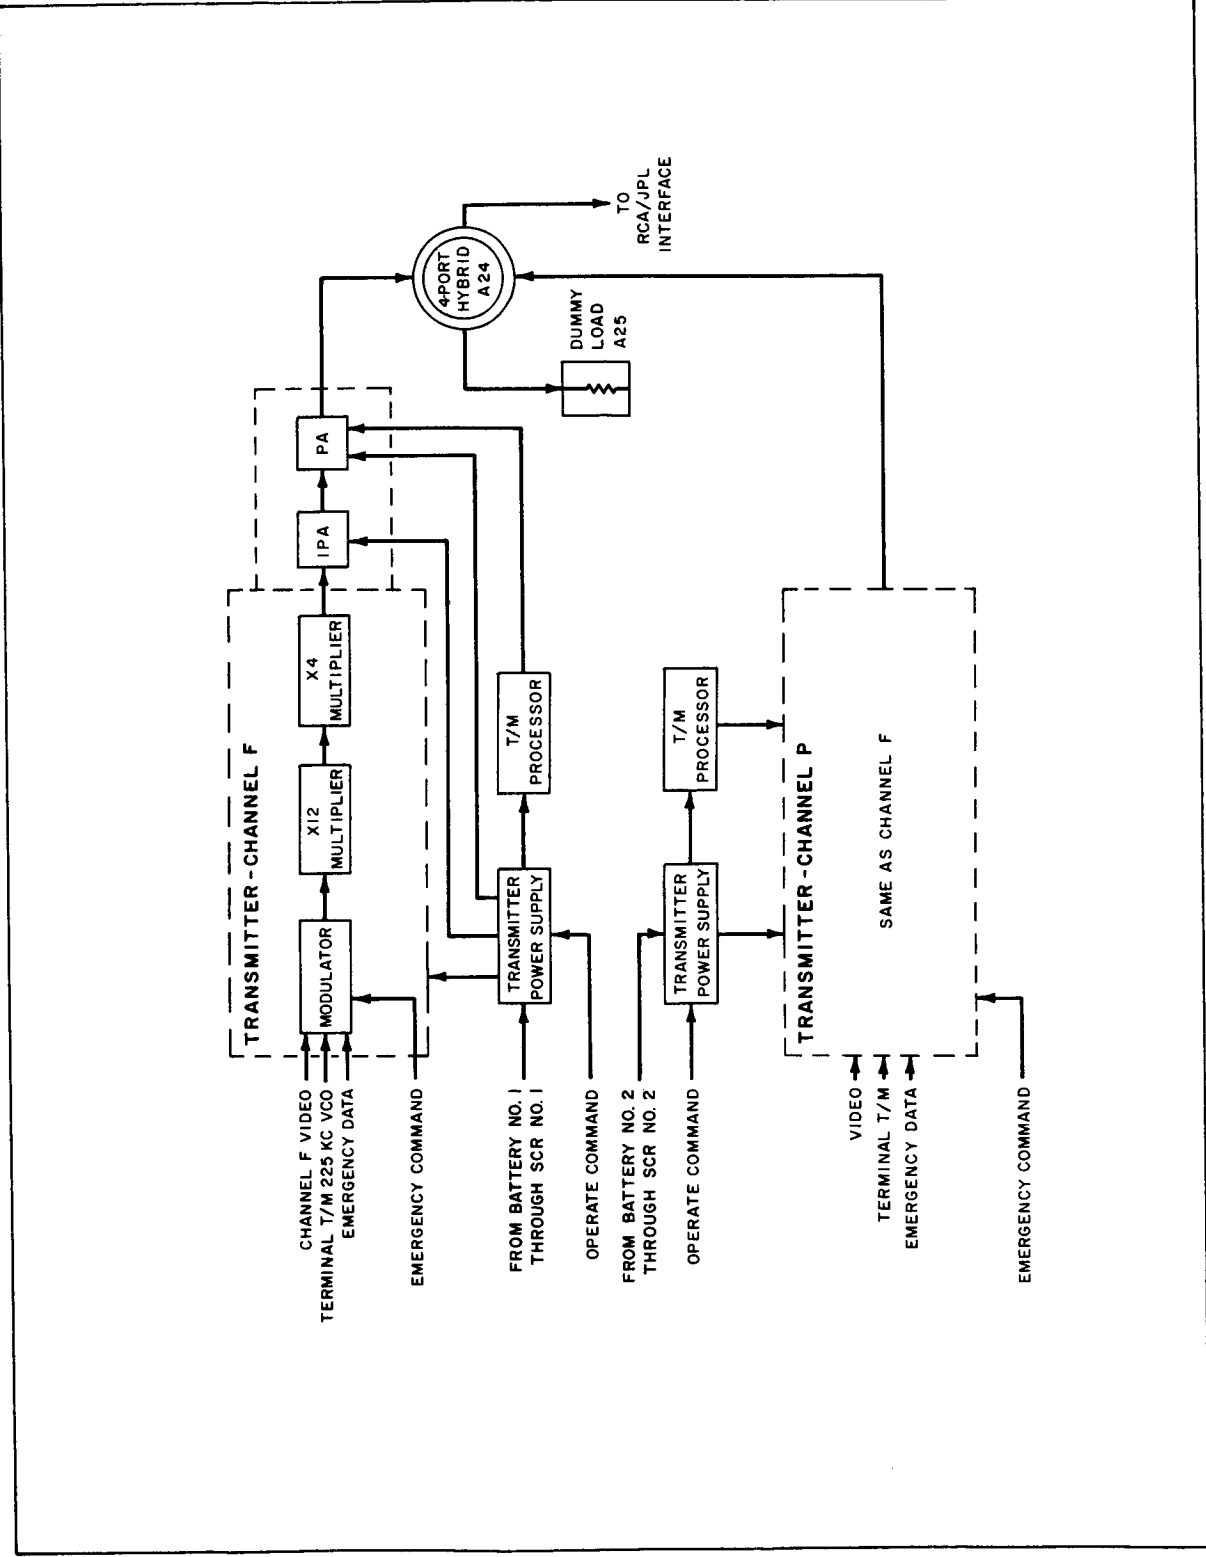 TRANSMITTER-CHANNEL F
CHANNEL F VIDEO
TERMINAL T/M 225 KC VCO
EMERGENCY DATA
MODULATOR
X12
MULTIPLIER
X4
MULTIPLIER
IPA
PA
EMERGENCY COMMAND
4-PORT
HYBRID
A24
TO
RCA/JPL
INTERFACE
DUMMY
LOAD
A25
FROM BATTERY NO. 1
THROUGH SCR NO. 1
TRANSMITTER
POWER SUPPLY
T/M
PROCESSOR
OPERATE COMMAND
FROM BATTERY NO. 2
THROUGH SCR NO. 2
OPERATE COMMAND
TRANSMITTER
POWER SUPPLY
T/M
PROCESSOR
TRANSMITTER-CHANNEL P
VIDEO
TERMINAL T/M
EMERGENCY DATA
SAME AS CHANNEL F
EMERGENCY COMMAND